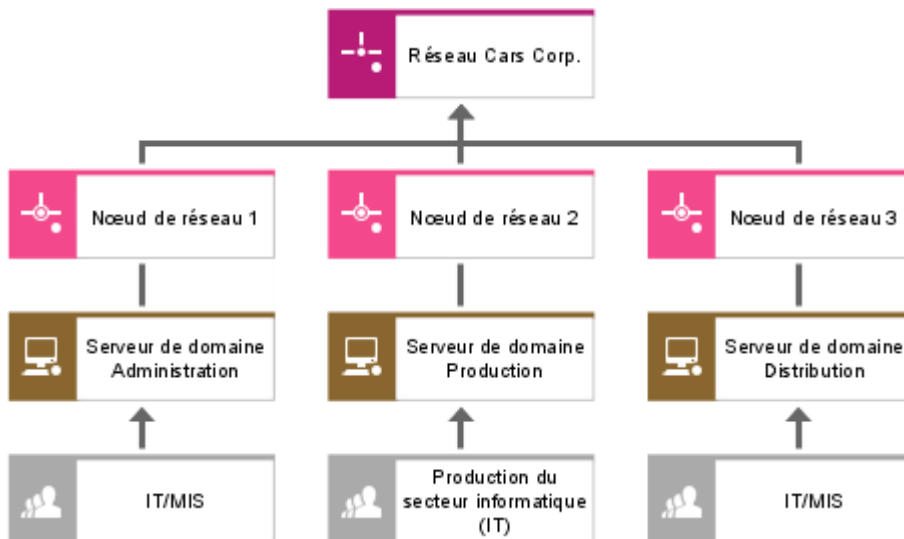 Réseau Cars Corp.
Nœud de réseau 1
Nœud de réseau 2
Nœud de réseau 3
Serveur de domaine
Administration
Serveur de domaine
Production
Serveur de domaine
Distribution
IT/MIS
Production du
secteur informatique
(IT)
IT/MIS